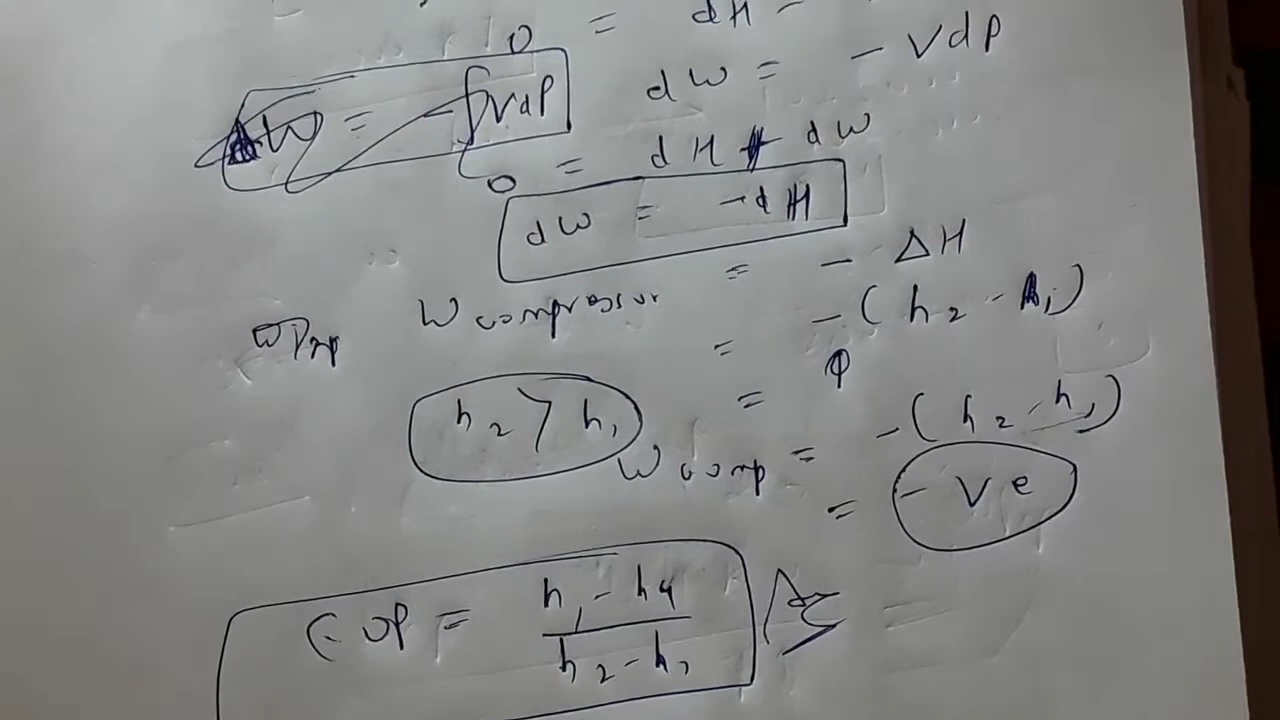 0 = dH -
dW = - Vdp
W = - ∫Vdp
0 = dH + dW
dW = - dH
W compressor = - ΔH
= - (h₂ - h₁)
h₂ > h₁ =
W comp = - (h₂ - h₁)
= - Ve
COP = h₁ - h₄ / h₂ - h₁